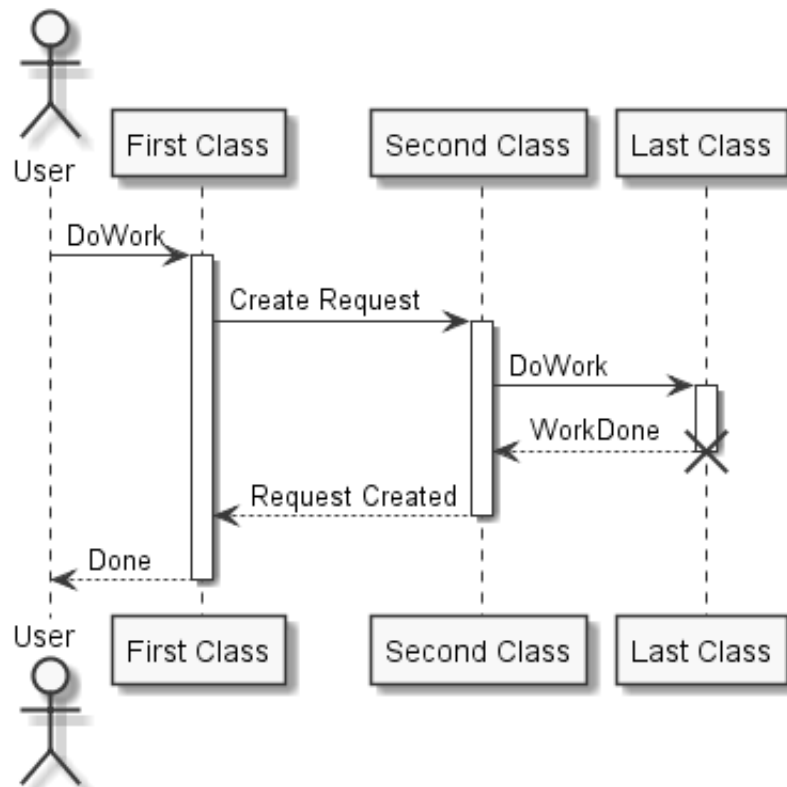 User
First Class
Second Class
Last Class
DoWork
Create Request
DoWork
WorkDone
Request Created
Done
User
First Class
Second Class
Last Class